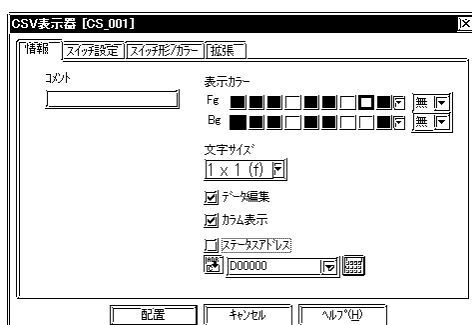 CSV表示器 [CS_001]
情報 スイッチ設定 スイッチ形/カラー 拡張
コメント
表示カラー
Fg 無
Bg 無
文字サイズ
1 x 1 (f)
データ編集
カラム表示
ステータスアドレス
D00000
配置 キャンセル ヘルプ(H)